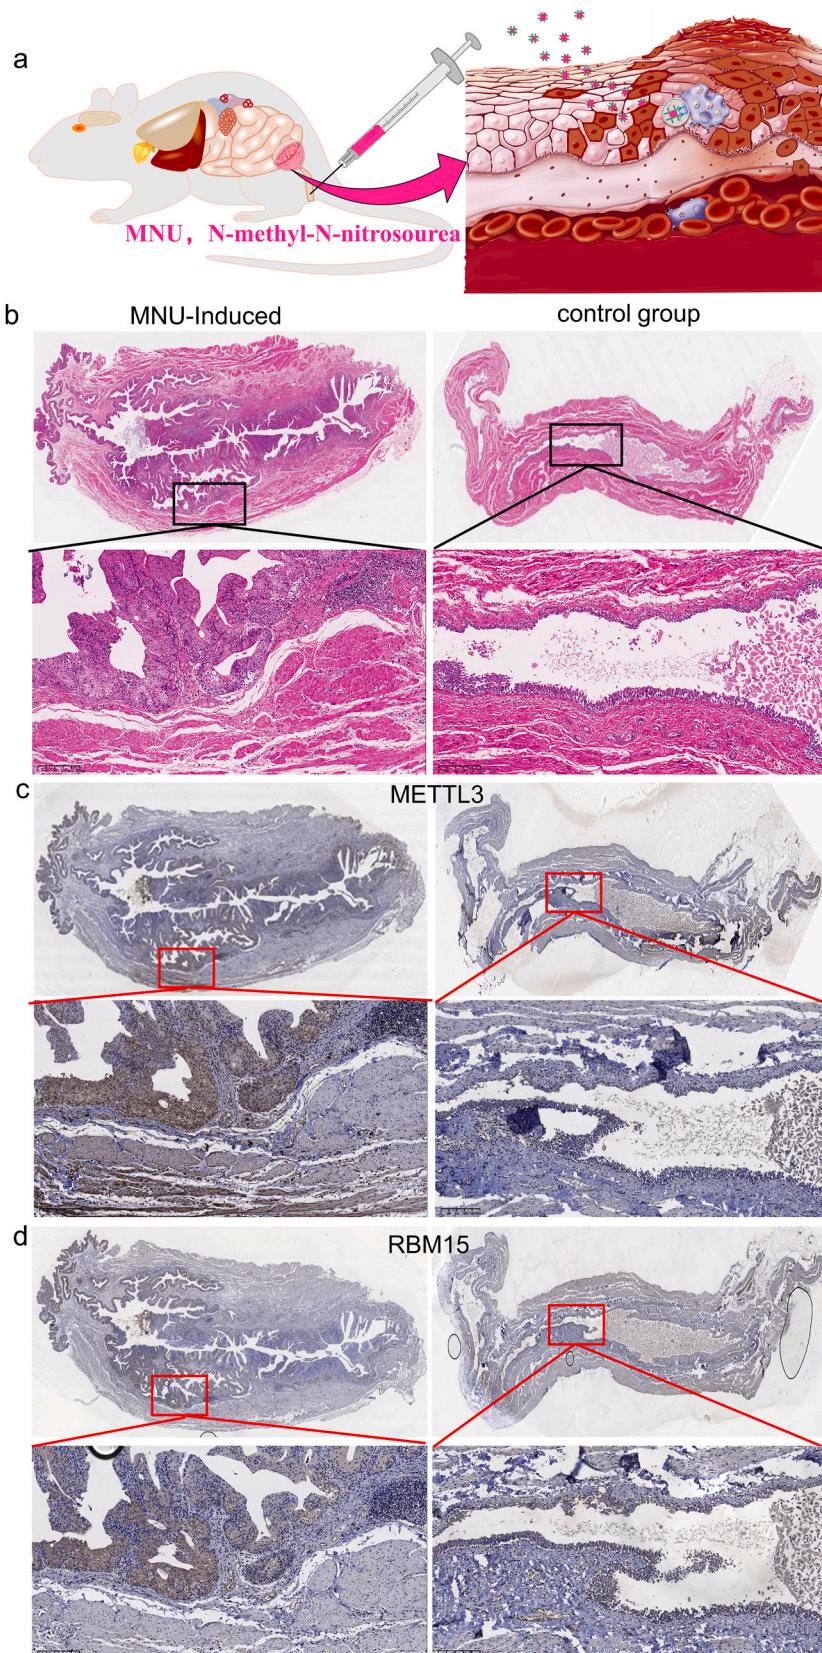 a
MNU，N-methyl-N-nitrosourea
b
MNU-Induced
control group
c
METTL3
d
RBM15